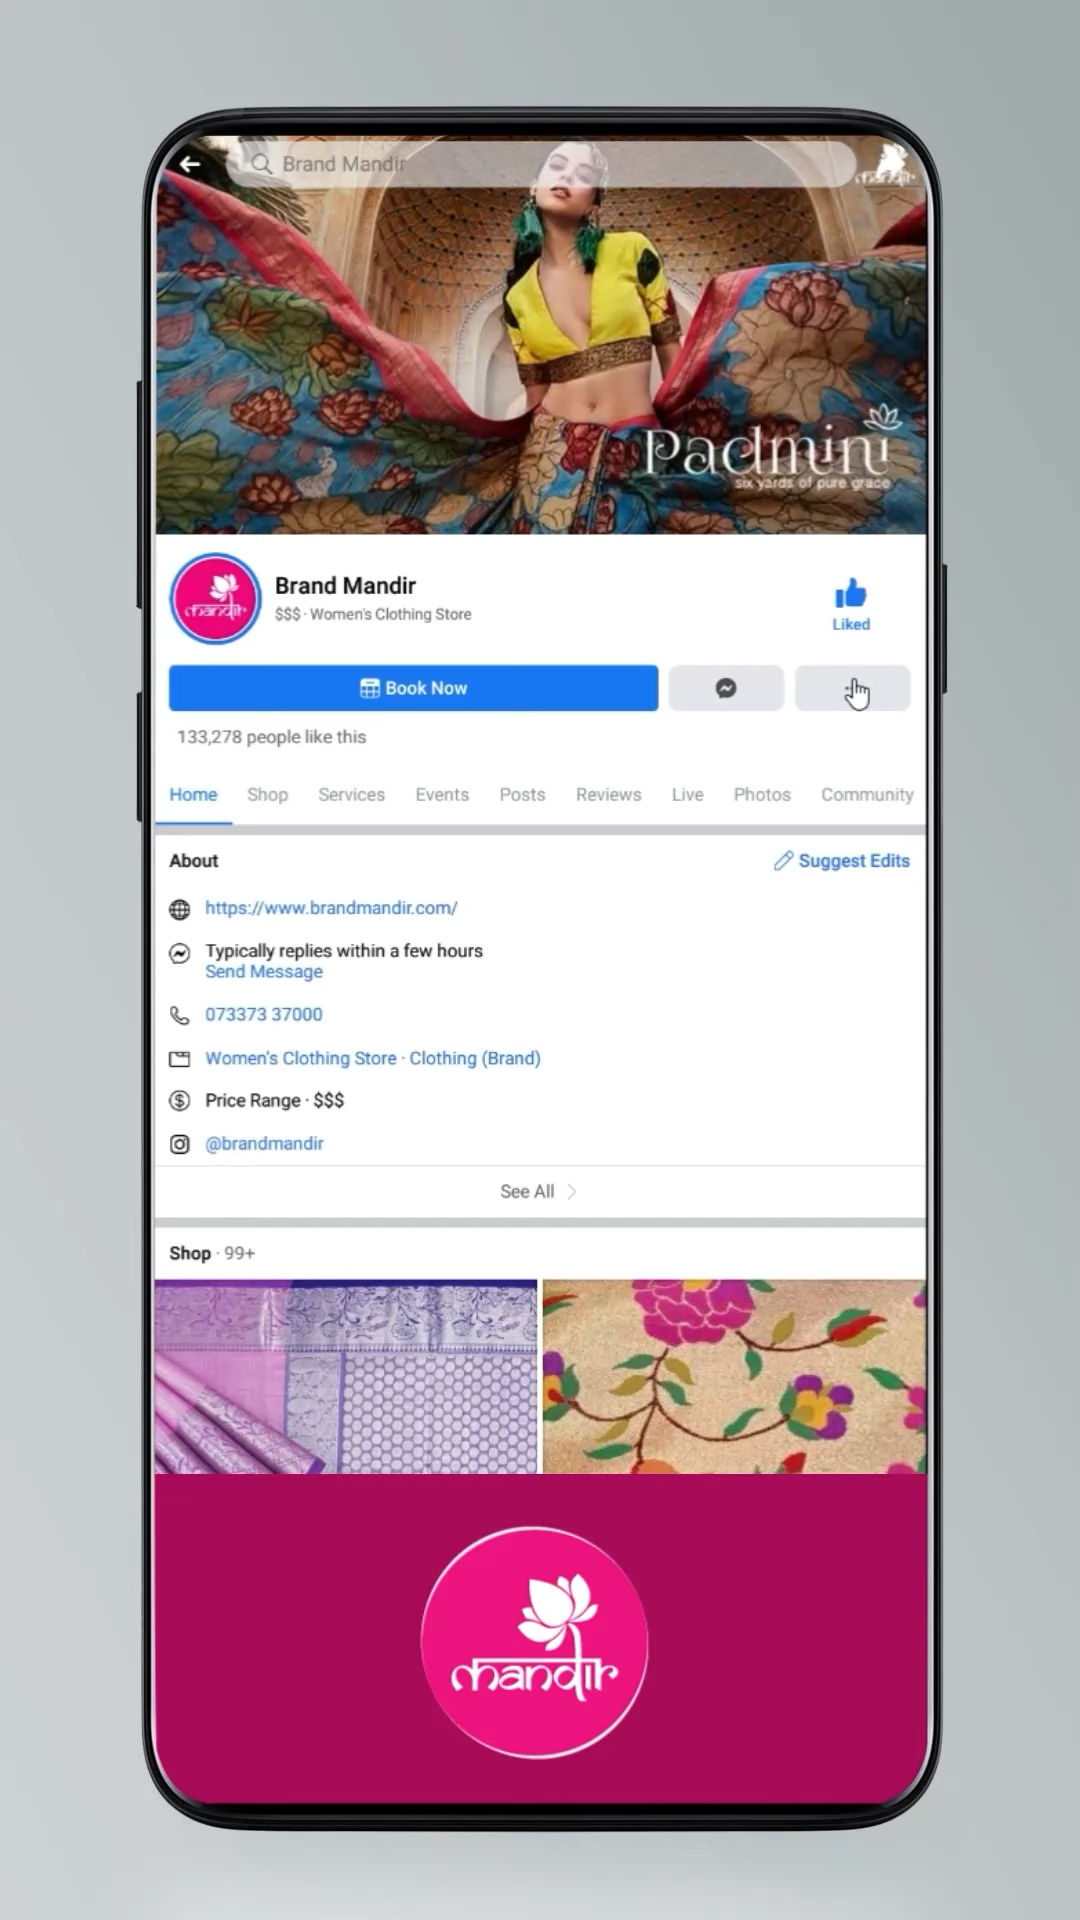 Brand Mandir
mandir
Padmini
six yards of pure grace
mandir
Brand Mandir
$$$ · Women's Clothing Store
Liked
Book Now
133,278 people like this
Home Shop Services Events Posts Reviews Live Photos Community
About
Suggest Edits
https://www.brandmandir.com/
Typically replies within a few hours
Send Message
073373 37000
Women's Clothing Store · Clothing (Brand)
Price Range · $$$
@brandmandir
See All
Shop · 99+
mandir